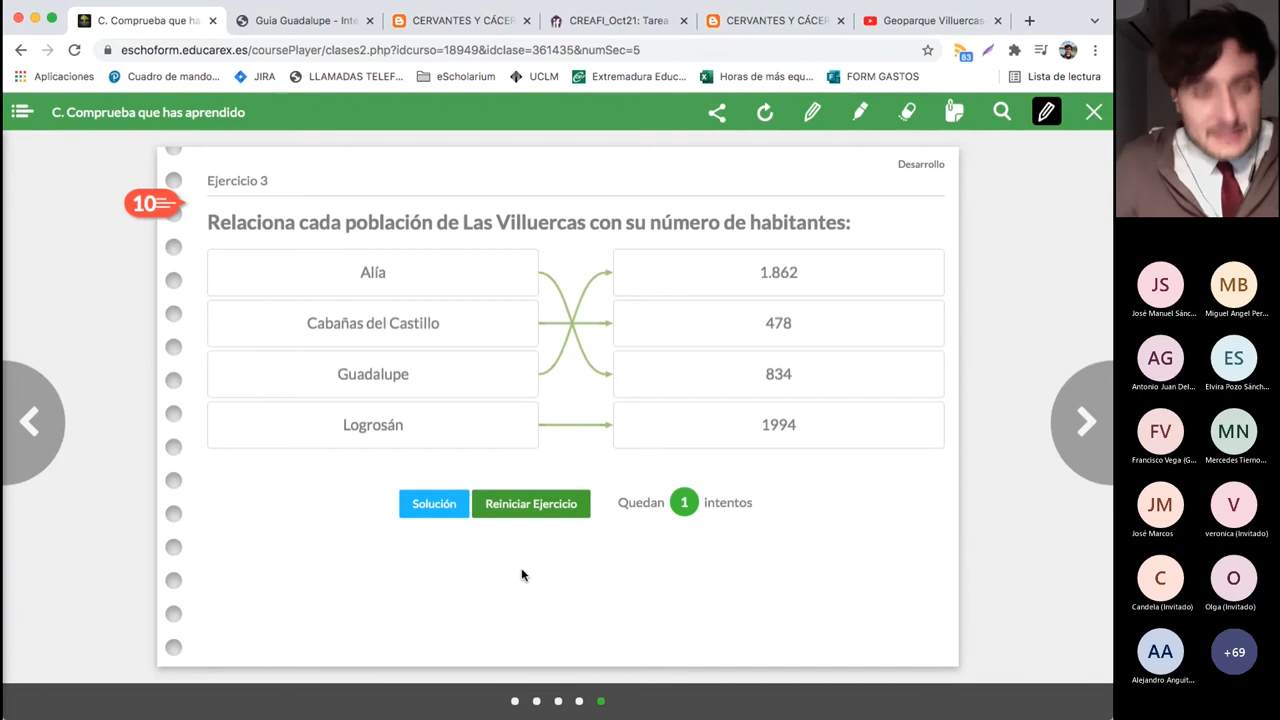 C. Comprueba que ha
Guia Guadalupe - Inte
CERVANTES Y CÁCER
CREAFI_Oct21: Tarea
CERVANTES Y CÁCER
Geoparque Villuercas
eschoform.educarex.es/coursePlayer/clases2.php?idcurso=18949&idclase=361435&numSec=5
83
Aplicaciones
Cuadro de mando...
JIRA
LLAMADAS TELEF...
eScholarium
UCLM
Extremadura Educ...
Horas de más equ...
FORM GASTOS
Lista de lectura
C. Comprueba que has aprendido
Desarrollo
Ejercicio 3
10
Relaciona cada población de Las Villuercas con su número de habitantes:
Alía
1.862
Cabañas del Castillo
478
Guadalupe
834
Logrosán
1994
Solución
Reiniciar Ejercicio
Quedan 1 intentos
JS
José Manuel Sánc...
MB
Miguel Angel Per...
AG
Antonio Juan Del...
ES
Elvira Pozo Sánch...
FV
Francisco Vega (G...
MN
Mercedes Tierno...
JM
José Marcos
V
veronica (Invitado)
C
Candela (Invitado)
O
Olga (Invitado)
AA
Alejandro Anguit...
+69